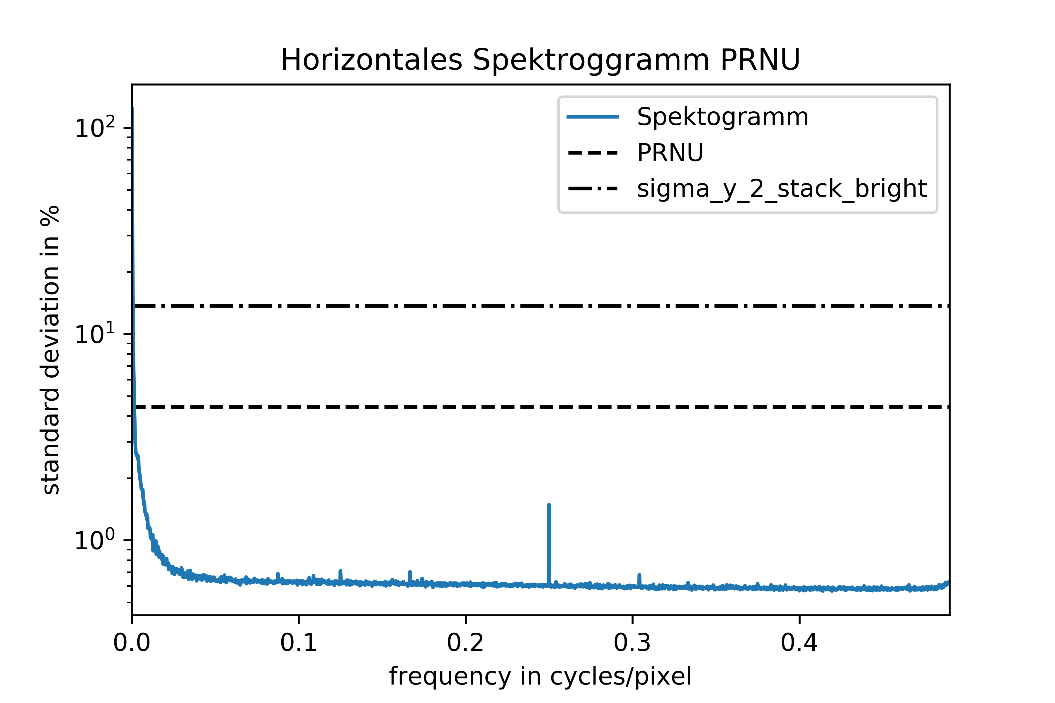 Horizontales Spektroggramm PRNU
Spektogramm
PRNU
sigma_y_2_stack_bright
standard deviation in %
10²
10¹
10⁰
0.0 0.1 0.2 0.3 0.4
frequency in cycles/pixel